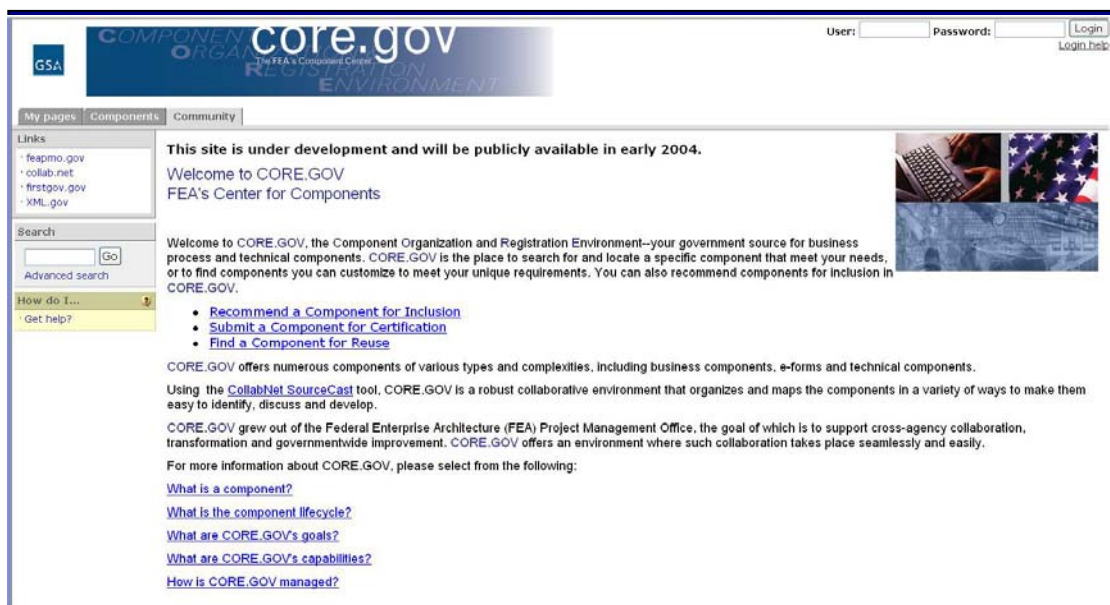 GSA
COMPONENT
ORGANIZATION
REGISTRATION
ENVIRONMENT
core.gov
The FEA's Component Center
User:
Password:
Login
Login help
My pages
Components
Community
Links
feapmo.gov
collab.net
firstgov.gov
XML.gov
Search
Go
Advanced search
How do I...
Get help?
This site is under development and will be publicly available in early 2004.
Welcome to CORE.GOV
FEA's Center for Components
Welcome to CORE.GOV, the Component Organization and Registration Environment--your government source for business
process and technical components. CORE.GOV is the place to search for and locate a specific component that meet your needs,
or to find components you can customize to meet your unique requirements. You can also recommend components for inclusion in
CORE.GOV.
• Recommend a Component for Inclusion
• Submit a Component for Certification
• Find a Component for Reuse
CORE.GOV offers numerous components of various types and complexities, including business components, e-forms and technical components.
Using the CollabNet SourceCast tool, CORE.GOV is a robust collaborative environment that organizes and maps the components in a variety of ways to make them
easy to identify, discuss and develop.
CORE.GOV grew out of the Federal Enterprise Architecture (FEA) Project Management Office, the goal of which is to support cross-agency collaboration,
transformation and governmentwide improvement. CORE.GOV offers an environment where such collaboration takes place seamlessly and easily.
For more information about CORE.GOV, please select from the following:
What is a component?
What is the component lifecycle?
What are CORE.GOV's goals?
What are CORE.GOV's capabilities?
How is CORE.GOV managed?